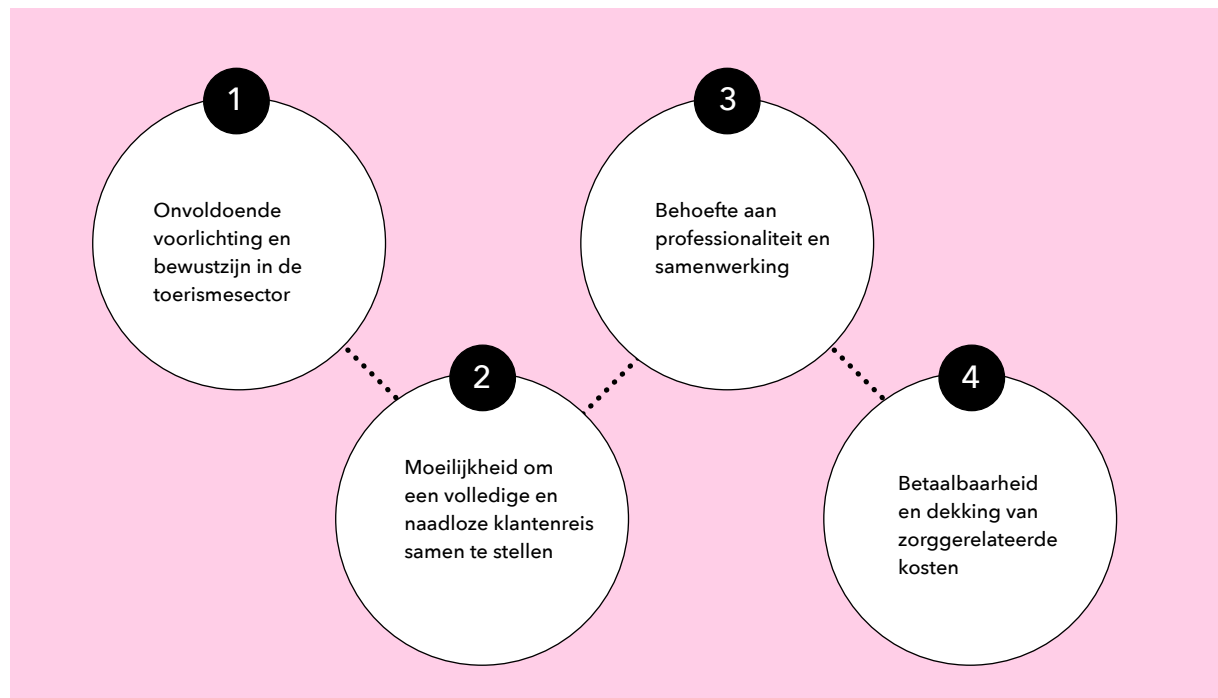 1
Onvoldoende
voorlichting en
bewustzijn in de
toerismesector
2
Moeilijkheid om
een volledige en
naadloze klantenreis
samen te stellen
3
Behoefte aan
professionaliteit en
samenwerking
4
Betaalbaarheid
en dekking van
zorggerelateerde
kosten